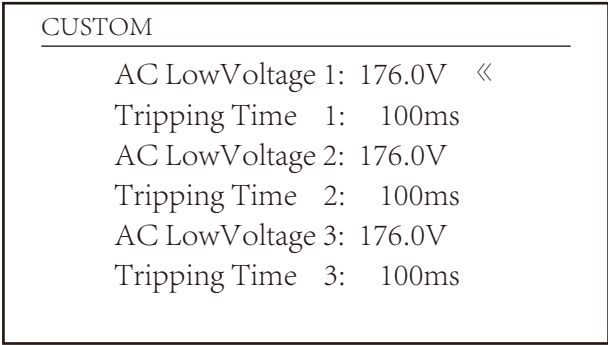 CUSTOM
AC LowVoltage 1: 176.0V «
Tripping Time 1: 100ms
AC LowVoltage 2: 176.0V
Tripping Time 2: 100ms
AC LowVoltage 3: 176.0V
Tripping Time 3: 100ms